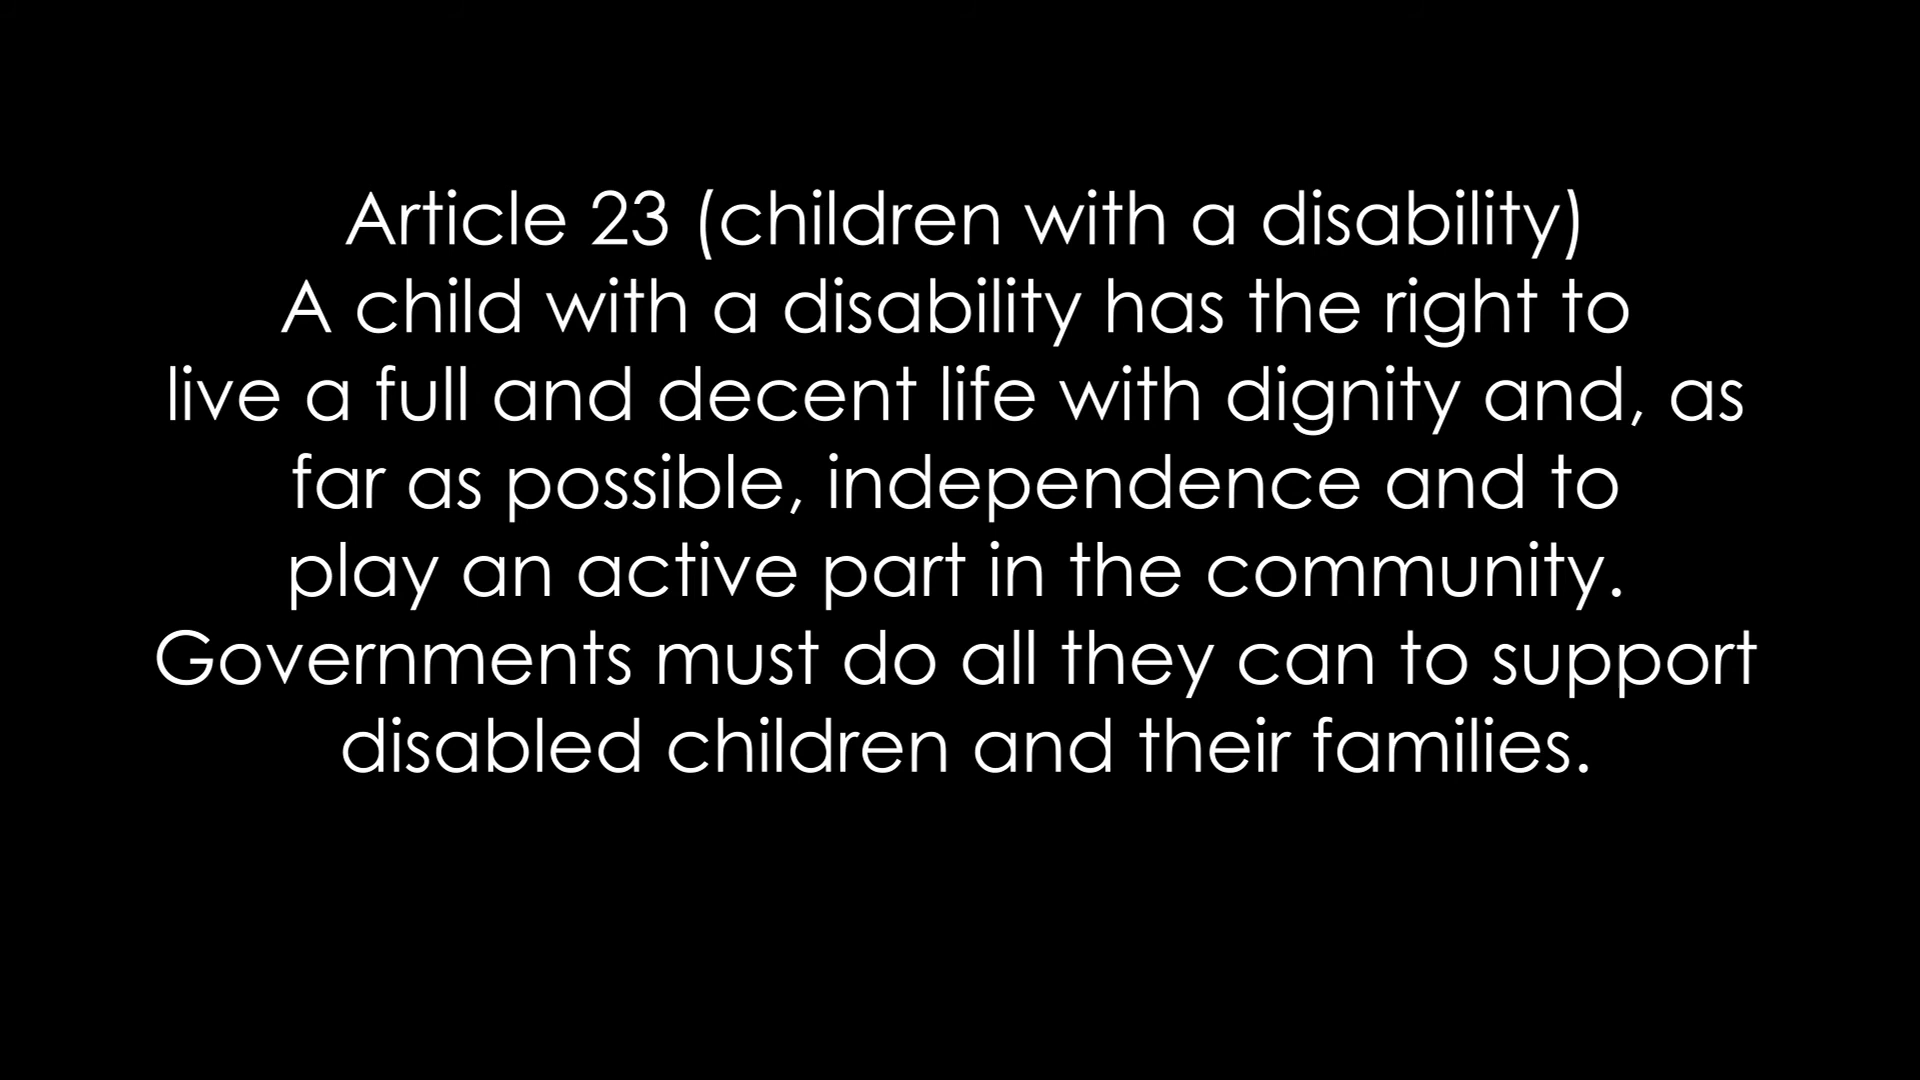 Article 23 (children with a disability)
A child with a disability has the right to
live a full and decent life with dignity and, as
far as possible, independence and to
play an active part in the community.
Governments must do all they can to support
disabled children and their families.